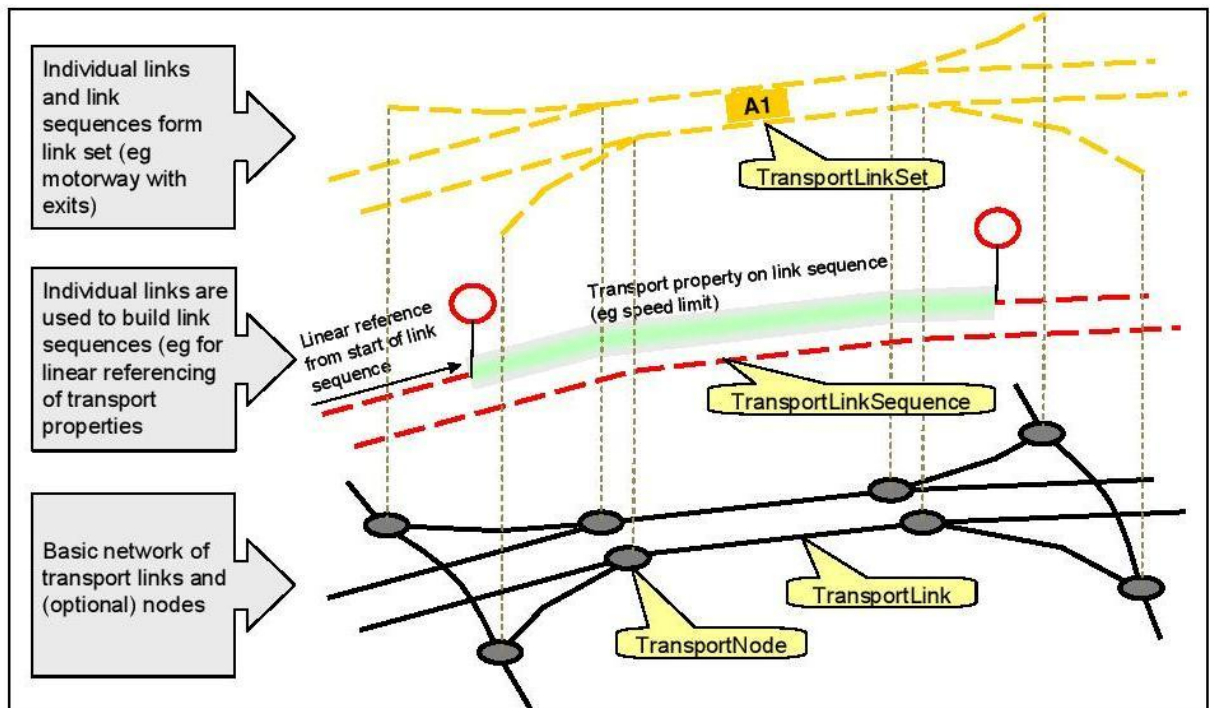 Individual links
and link
sequences form
link set (eg
motorway with
exits)
A1
TransportLinkSet
Individual links are
used to build link
sequences (eg for
linear referencing
of transport
properties
Linear reference
from start of link
sequence
Transport property on link sequence
(eg speed limit)
TransportLinkSequence
Basic network of
transport links and
(optional) nodes
TransportLink
TransportNode